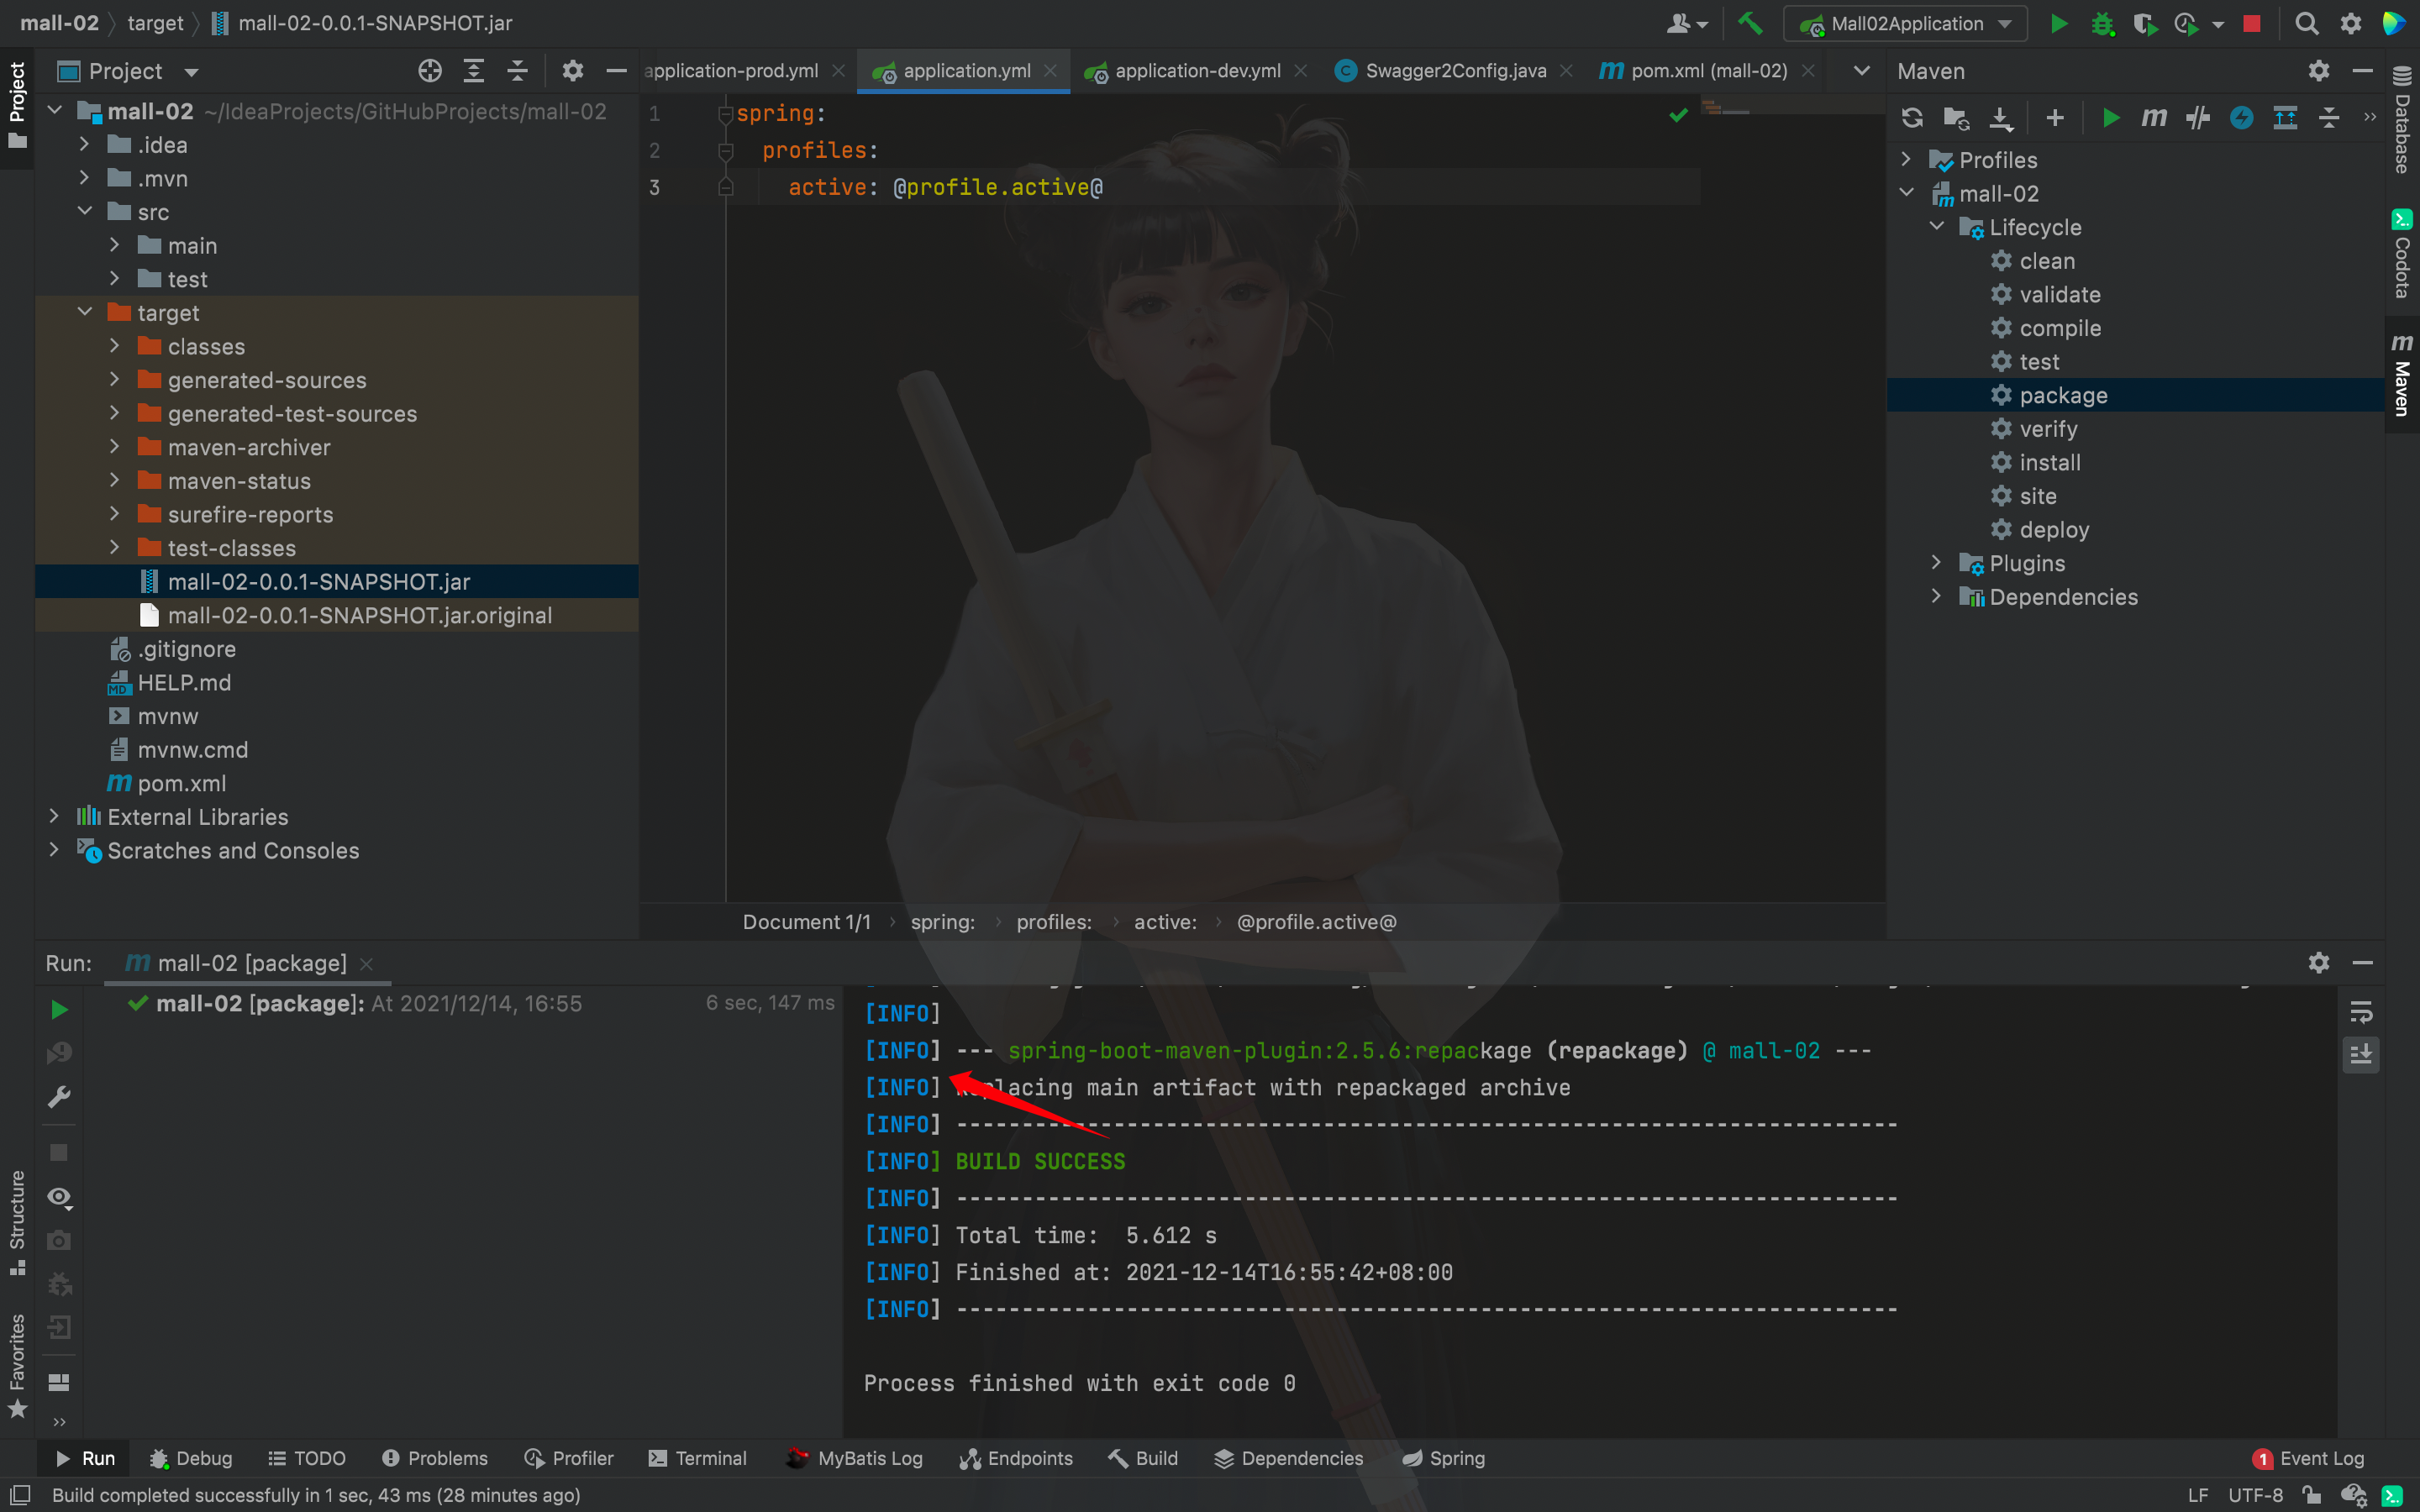 mall-02 target mall-02-0.0.1-SNAPSHOT.jar
Mall02Application
Project
Project
application-prod.yml
application.yml
application-dev.yml
Swagger2Config.java
pom.xml (mall-02)
Maven
mall-02 ~/IdeaProjects/GitHubProjects/mall-02
.idea
.mvn
src
main
test
target
classes
generated-sources
generated-test-sources
maven-archiver
maven-status
surefire-reports
test-classes
mall-02-0.0.1-SNAPSHOT.jar
mall-02-0.0.1-SNAPSHOT.jar.original
.gitignore
HELP.md
mvnw
mvnw.cmd
pom.xml
External Libraries
Scratches and Consoles
1 spring:
2 profiles:
3 active: @profile.active@
Document 1/1 spring: profiles: active: @profile.active@
Profiles
mall-02
Lifecycle
clean
validate
compile
test
package
verify
install
site
deploy
Plugins
Dependencies
Database
Codota
Maven
Run: mall-02 [package]
mall-02 [package]: At 2021/12/14, 16:55 6 sec, 147 ms
[INFO]
[INFO] --- spring-boot-maven-plugin:2.5.6:repackage (repackage) @ mall-02 ---
[INFO] Replacing main artifact with repackaged archive
[INFO] ------------------------------------------------------------------------
[INFO] BUILD SUCCESS
[INFO] ------------------------------------------------------------------------
[INFO] Total time:  5.612 s
[INFO] Finished at: 2021-12-14T16:55:42+08:00
[INFO] ------------------------------------------------------------------------
Process finished with exit code 0
Structure
Favorites
Run Debug TODO Problems Profiler Terminal MyBatis Log Endpoints Build Dependencies Spring 1 Event Log
Build completed successfully in 1 sec, 43 ms (28 minutes ago) LF UTF-8